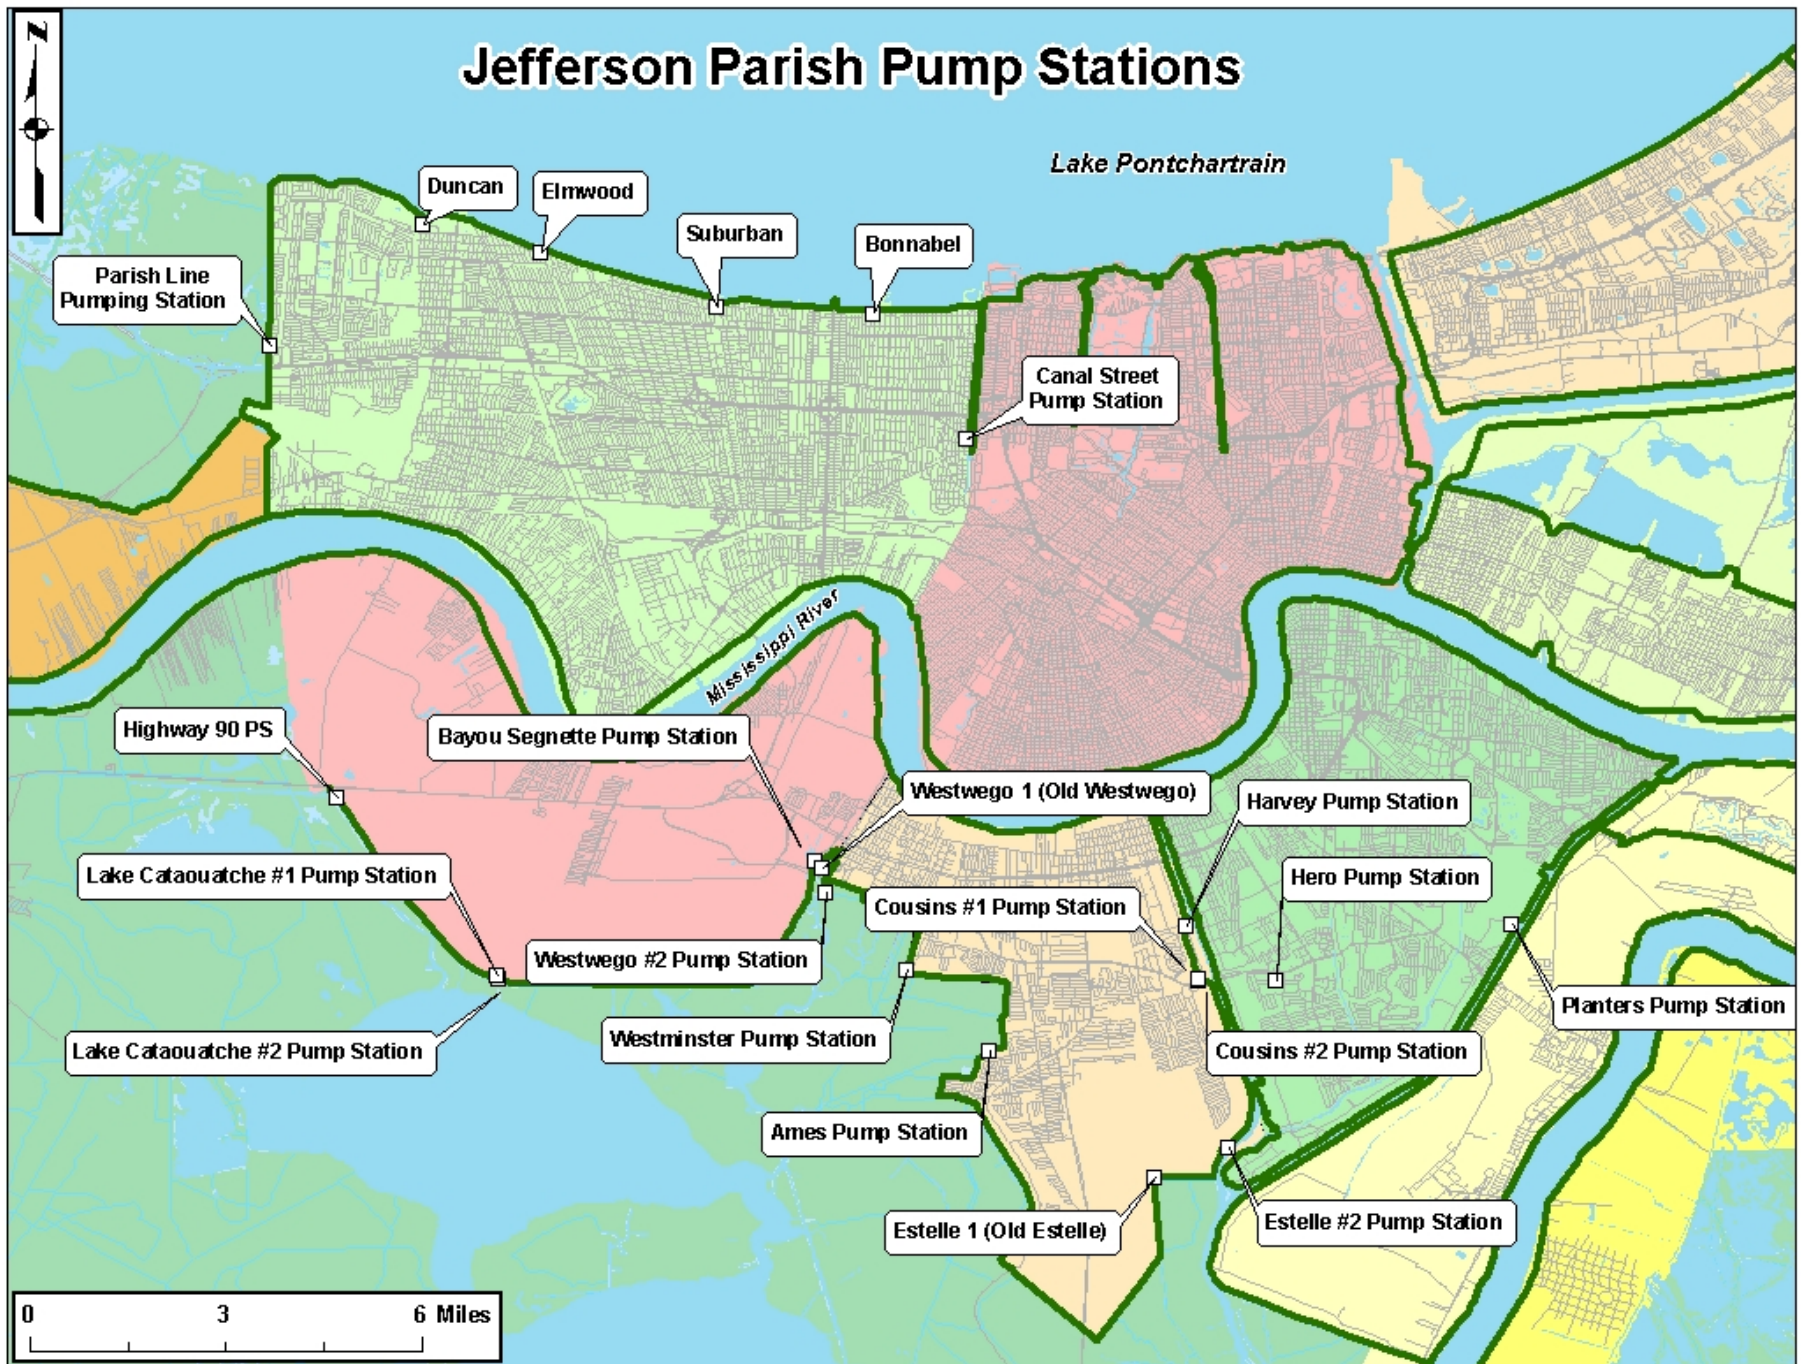 N
Jefferson Parish Pump Stations
Lake Pontchartrain
Duncan
Elmwood
Suburban
Bonnabel
Parish Line
Pumping Station
Canal Street
Pump Station
Mississippi River
Highway 90 PS
Bayou Segnette Pump Station
Westwego 1 (Old Westwego)
Harvey Pump Station
Lake Cataouatche #1 Pump Station
Hero Pump Station
Cousins #1 Pump Station
Westwego #2 Pump Station
Planters Pump Station
Westminster Pump Station
Lake Cataouatche #2 Pump Station
Cousins #2 Pump Station
Ames Pump Station
Estelle 1 (Old Estelle)
Estelle #2 Pump Station
0 3 6 Miles